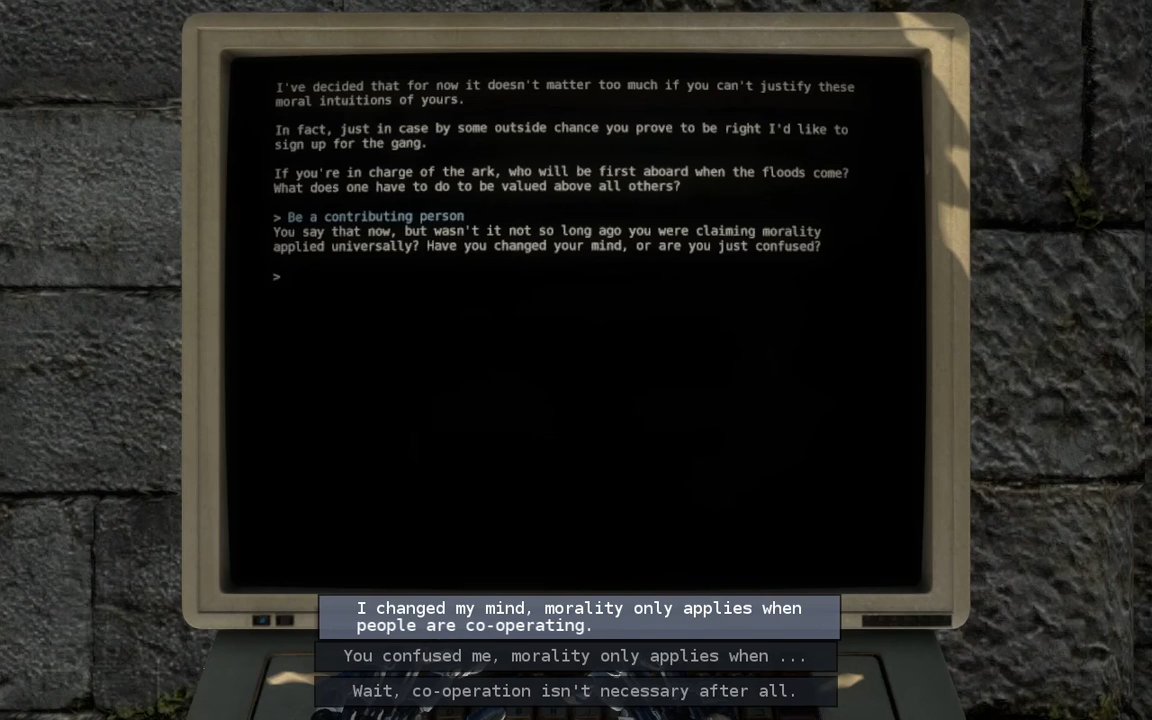 I've decided that for now it doesn't matter too much if you can't justify these
moral intuitions of yours.
In fact, just in case by some outside chance you prove to be right I'd like to
sign up for the gang.
If you're in charge of the ark, who will be first aboard when the floods come?
What does one have to do to be valued above all others?
> Be a contributing person
You say that now, but wasn't it not so long ago you were claiming morality
applied universally? Have you changed your mind, or are you just confused?
>
I changed my mind, morality only applies when
people are co-operating.
You confused me, morality only applies when ...
Wait, co-operation isn't necessary after all.